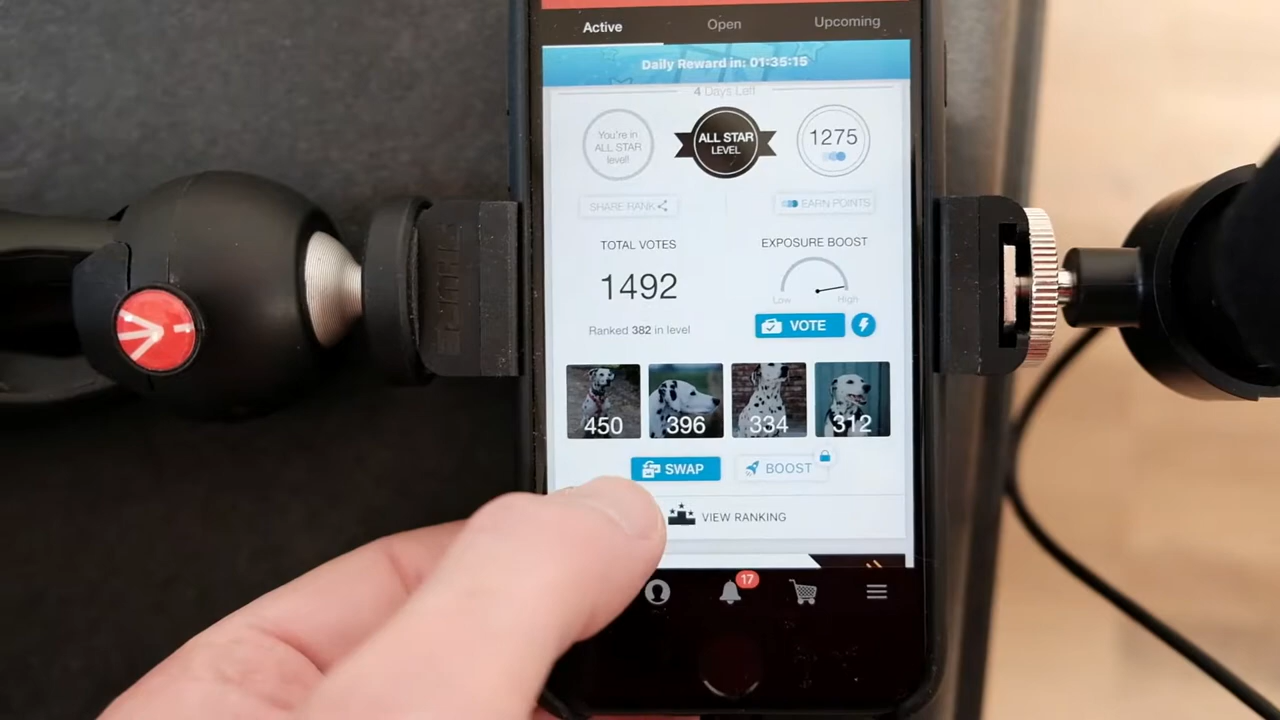 Active
Open
Upcoming
Daily Reward in: 01:35:15
4 Days Left
You're in
ALL STAR
level!
ALL STAR
LEVEL
1275
SHARE RANK
EARN POINTS
TOTAL VOTES
EXPOSURE BOOST
1492
Low
High
VOTE
Ranked 382 in level
450
396
334
312
SWAP
BOOST
VIEW RANKING
17